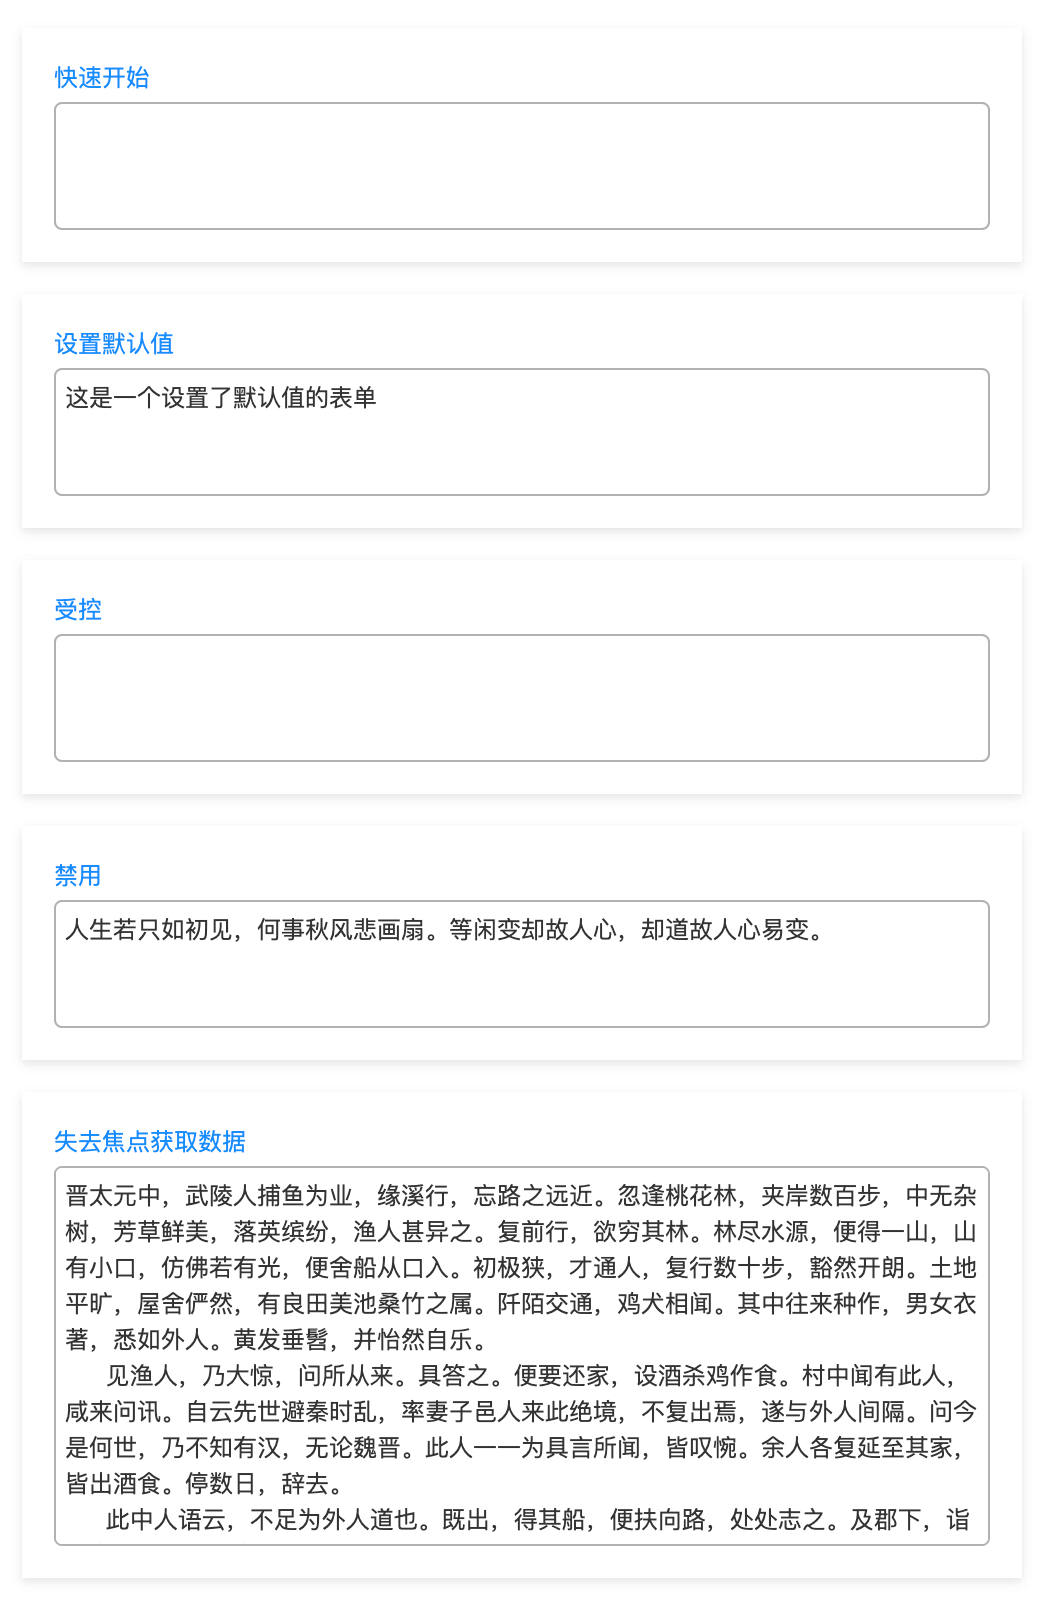 快速开始
设置默认值
这是一个设置了默认值的表单
受控
禁用
人生若只如初见，何事秋风悲画扇。等闲变却故人心，却道故人心易变。
失去焦点获取数据
晋太元中，武陵人捕鱼为业，缘溪行，忘路之远近。忽逢桃花林，夹岸数百步，中无杂
树，芳草鲜美，落英缤纷，渔人甚异之。复前行，欲穷其林。林尽水源，便得一山，山
有小口，仿佛若有光，便舍船从口入。初极狭，才通人，复行数十步，豁然开朗。土地
平旷，屋舍俨然，有良田美池桑竹之属。阡陌交通，鸡犬相闻。其中往来种作，男女衣
著，悉如外人。黄发垂髫，并怡然自乐。
见渔人，乃大惊，问所从来。具答之。便要还家，设酒杀鸡作食。村中闻有此人，
咸来问讯。自云先世避秦时乱，率妻子邑人来此绝境，不复出焉，遂与外人间隔。问今
是何世，乃不知有汉，无论魏晋。此人一一为具言所闻，皆叹惋。余人各复延至其家，
皆出酒食。停数日，辞去。
此中人语云，不足为外人道也。既出，得其船，便扶向路，处处志之。及郡下，诣